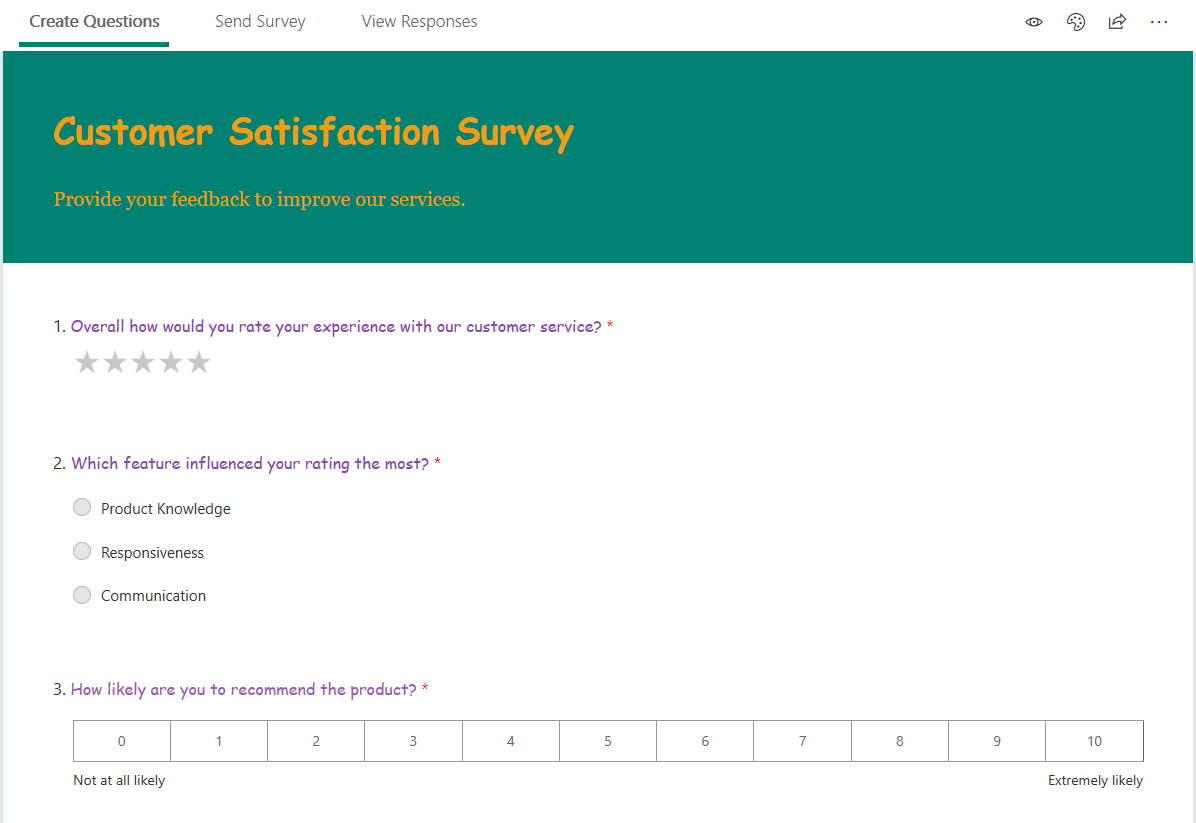 Create Questions Send Survey View Responses
Customer Satisfaction Survey
Provide your feedback to improve our services.
1. Overall how would you rate your experience with our customer service? *
2. Which feature influenced your rating the most? *
Product Knowledge
Responsiveness
Communication
3. How likely are you to recommend the product? *
0 1 2 3 4 5 6 7 8 9 10
Not at all likely Extremely likely